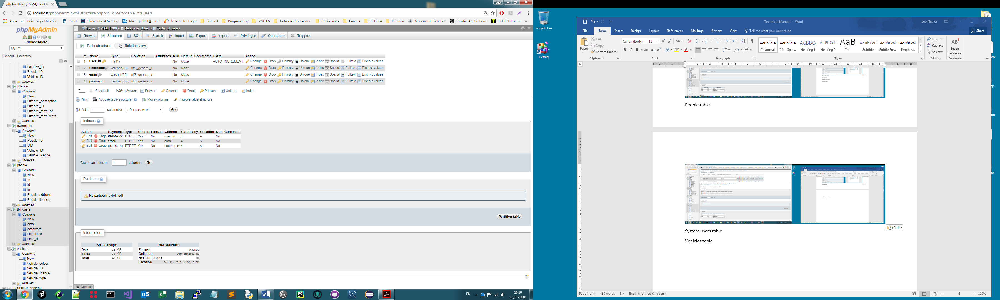 localhost / MySQL / dbte
Leo
localhost/phpmyadmin/tbl_structure.php?db=dbtest&table=tbl_users
Apps
University of Notting
Portal
University of Notting
Mail – psxln1@exma
NUsearch - Login
General
Programming
MSC CS
Database Coursework
St Barnabas
Careers
JS Docu
Terminal
Movement | Peter's W
CreativeApplications.
TalkTalk Router
»
phpMyAdmin
Current server:
MySQL
Recent
Favorites
Offence_ID
People_ID
Vehicle_ID
Indexes
offence
Columns
New
Offence_description
Offence_ID
Offence_maxFine
Offence_maxPoints
Indexes
ownership
Columns
New
People_ID
UID
Vehicle_ID
Vehicle_licence
Indexes
people
Columns
New
fn
id
ln
People_address
People_licence
Indexes
tbl_users
Columns
New
email
password
username
user_id
Indexes
vehicle
Columns
New
Vehicle_colour
Vehicle_ID
Vehicle_licence
Vehicle_type
Indexes
information_schema
Server: MySQL:3306 » Database: dbtest » Table: tbl_users
Browse Structure SQL Search Insert Export Import Privileges Operations Triggers
Table structure Relation view
# Name Type Collation Attributes Null Default Comments Extra Action
1 user_id int(11) No None AUTO_INCREMENT Change Drop Primary Unique Index Spatial Fulltext Distinct values
2 username varchar(60) utf8_general_ci No None Change Drop Primary Unique Index Spatial Fulltext Distinct values
3 email varchar(60) utf8_general_ci No None Change Drop Primary Unique Index Spatial Fulltext Distinct values
4 password varchar(255) utf8_general_ci No None Change Drop Primary Unique Index Spatial Fulltext Distinct values
Check all With selected: Browse Change Drop Primary Unique Index
Print Propose table structure Move columns Improve table structure
Add 1 column(s) after password Go
Indexes
Action Keyname Type Unique Packed Column Cardinality Collation Null Comment
Edit Drop PRIMARY BTREE Yes No user_id 4 A No
Edit Drop email BTREE Yes No email 4 A No
Edit Drop username BTREE Yes No username 4 A No
Create an index on 1 columns Go
Partitions
No partitioning defined!
Partition table
Information
Space usage
Data 16 KiB
Index 32 KiB
Total 48 KiB
Row statistics
Format dynamic
Collation utf8_general_ci
Next autoindex 10
Creation Jan 11, 2018 at 08:19 PM
Console
EN
10:30
12/01/2018
Recycle Bin
Defrag
Technical Manual - Word
Leo Naylor
File Home Insert Design Layout References Mailings Review View Tell me what you want to do
Share
Paste
Cut
Copy
Format Painter
Clipboard
Calibri (Body) 11
Font
Paragraph
AaBbCcDc AaBbCcDc AaBbCc AaBbCcE AaB AaBbCcD AaBbCcDc AaBbCcDc
¶ Normal ¶ No Spac... Heading 1 Heading 2 Title Subtitle Subtle Em... Emphasis
Styles
Find
Replace
Select
Editing
AB1
Insert Footnote
Footnote
People table
(Ctrl)
System users table
Vehicles table
Page 4 of 4 410 words English (United Kingdom)
120%